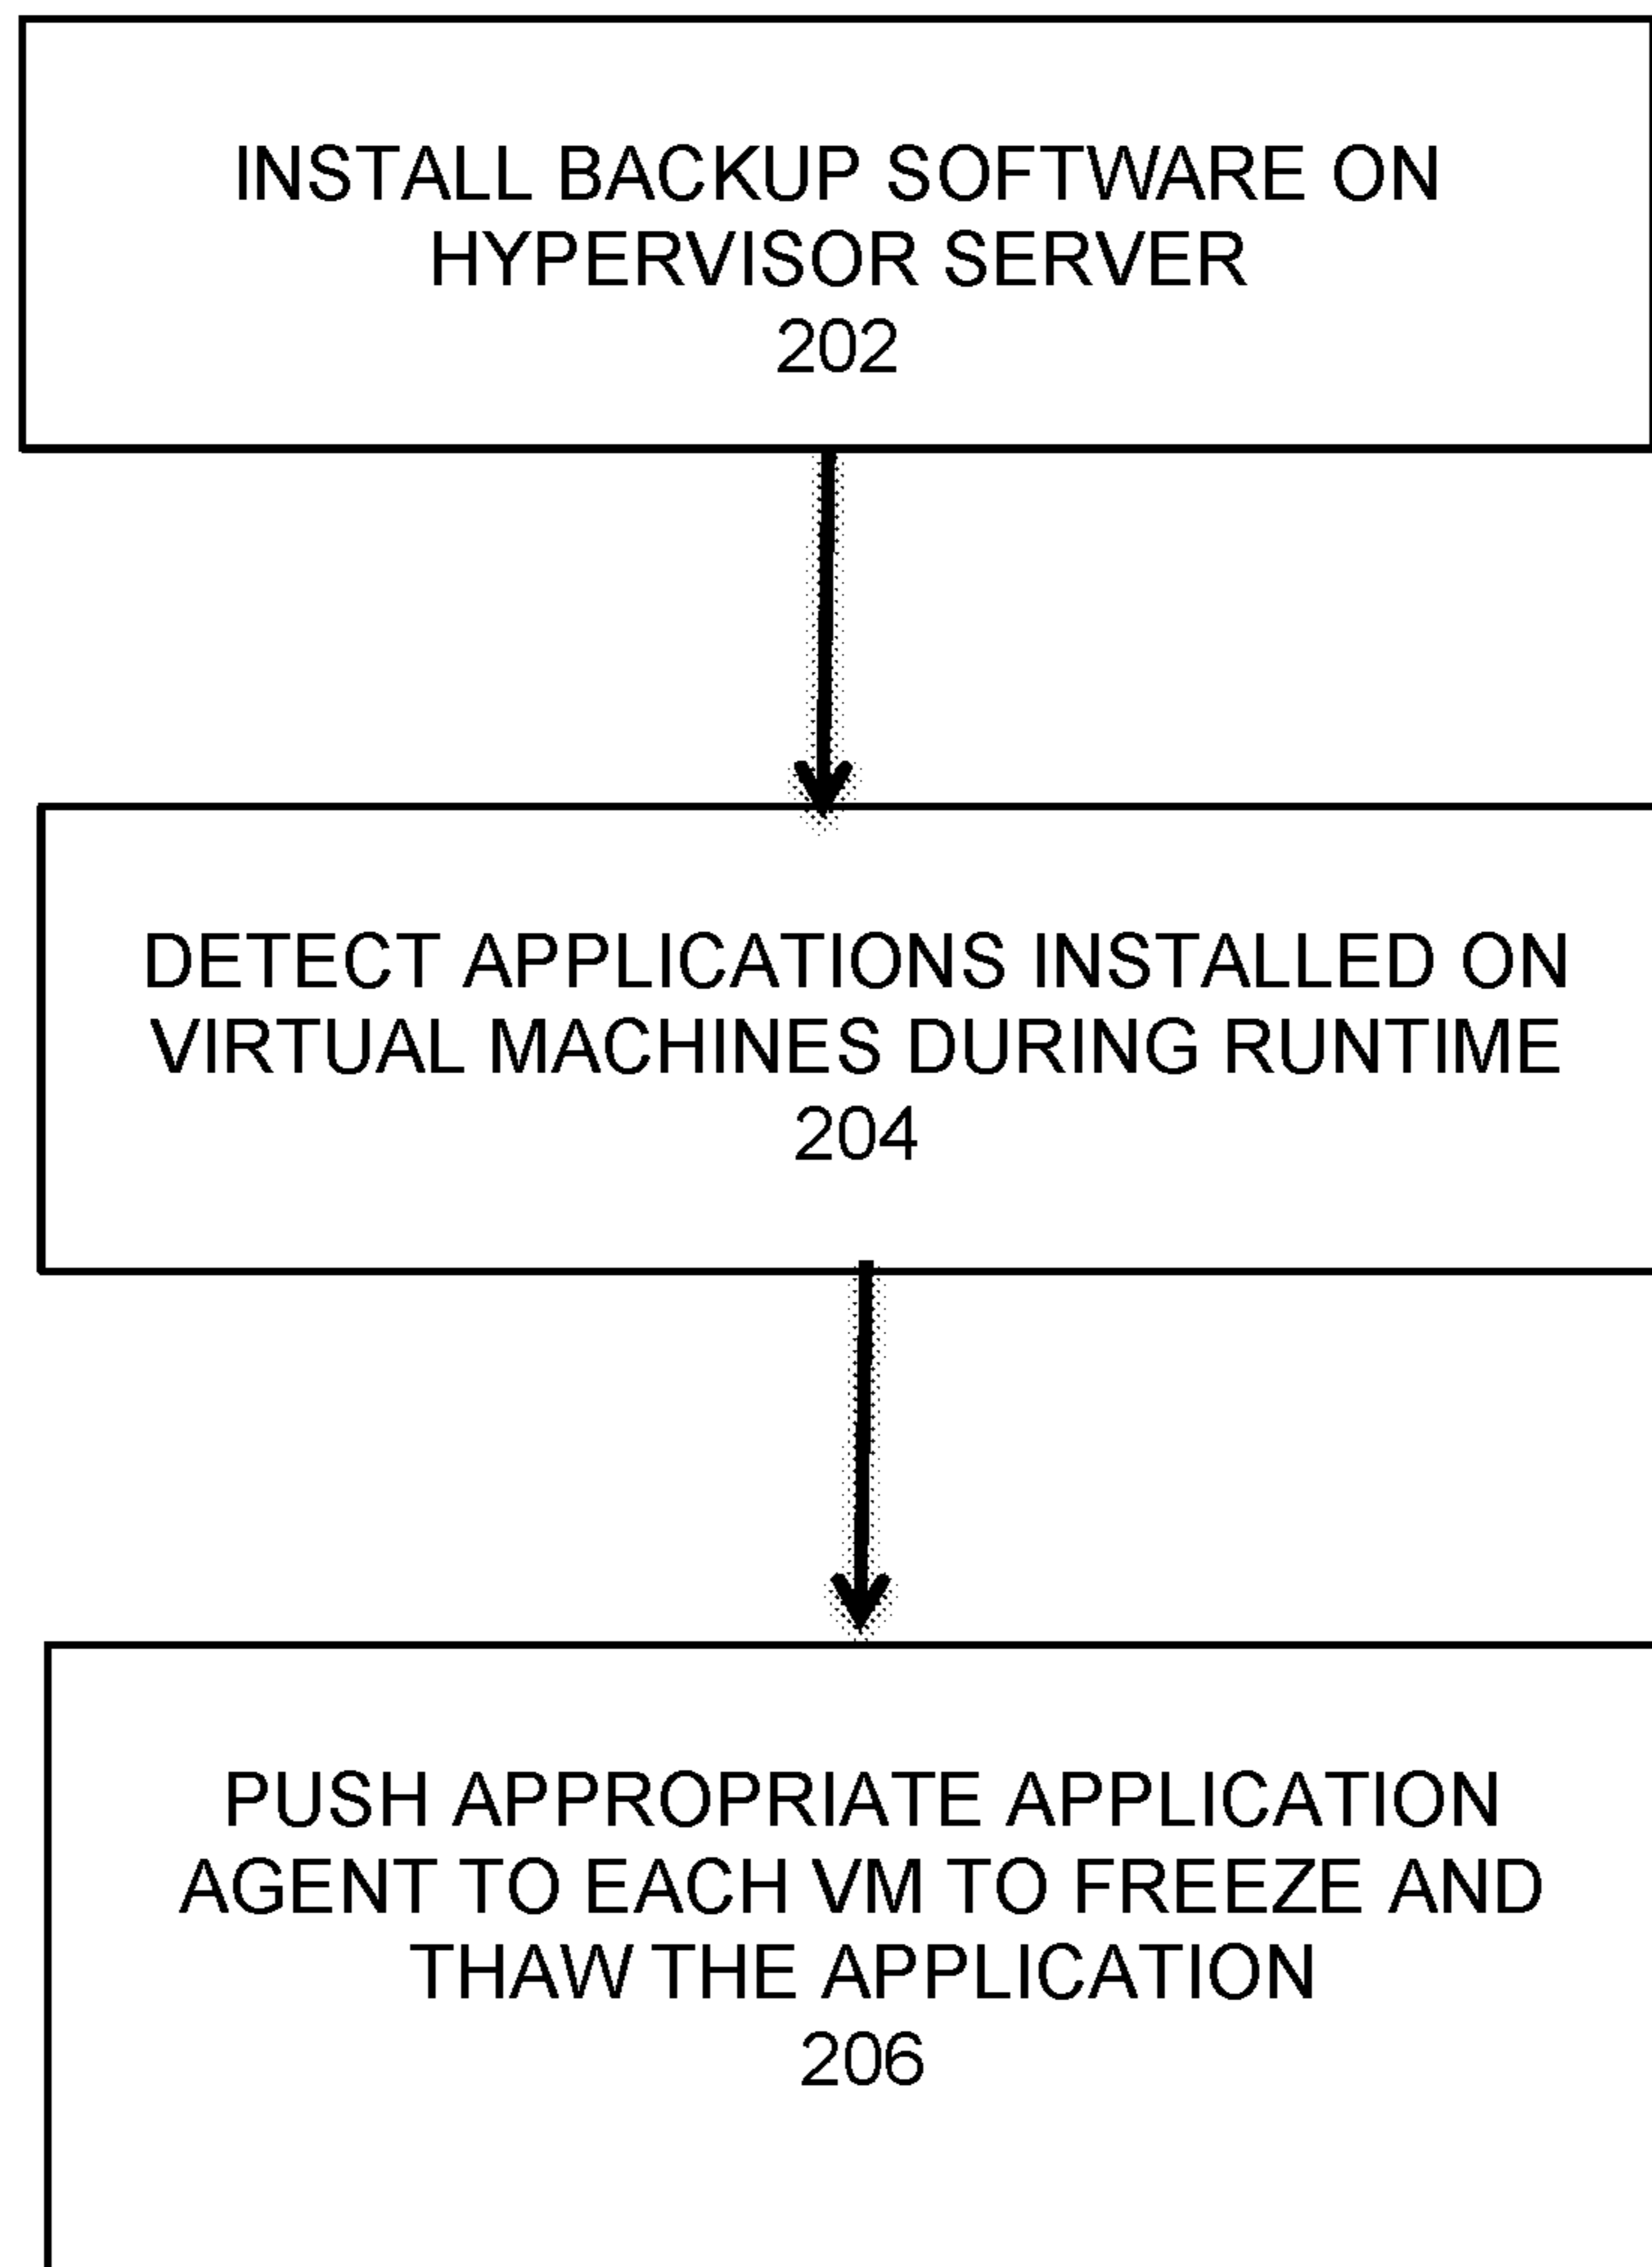 INSTALL BACKUP SOFTWARE ON
HYPERVISOR SERVER
202
DETECT APPLICATIONS INSTALLED ON
VIRTUAL MACHINES DURING RUNTIME
204
PUSH APPROPRIATE APPLICATION
AGENT TO EACH VM TO FREEZE AND
THAW THE APPLICATION
206